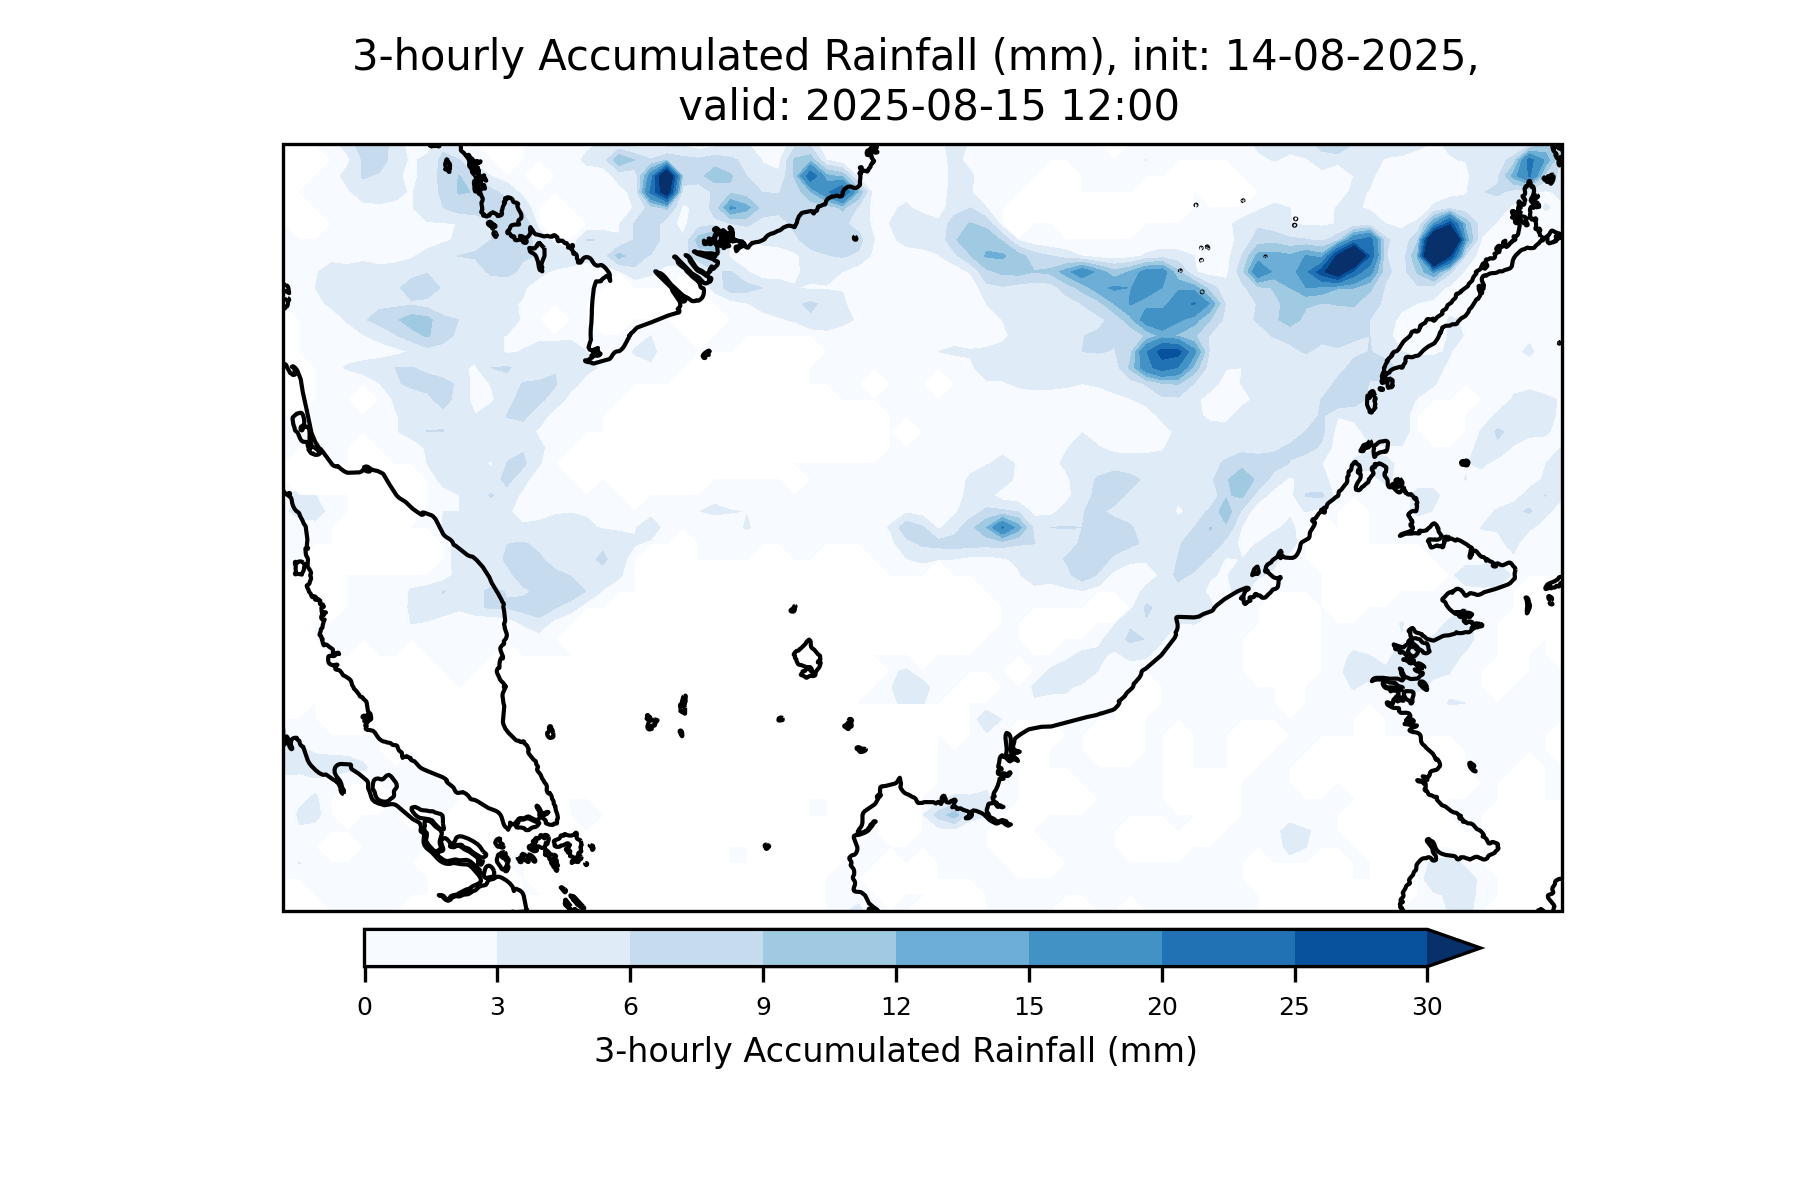 3-hourly Accumulated Rainfall (mm), init: 14-08-2025,
valid: 2025-08-15 12:00
0 3 6 9 12 15 20 25 30
3-hourly Accumulated Rainfall (mm)